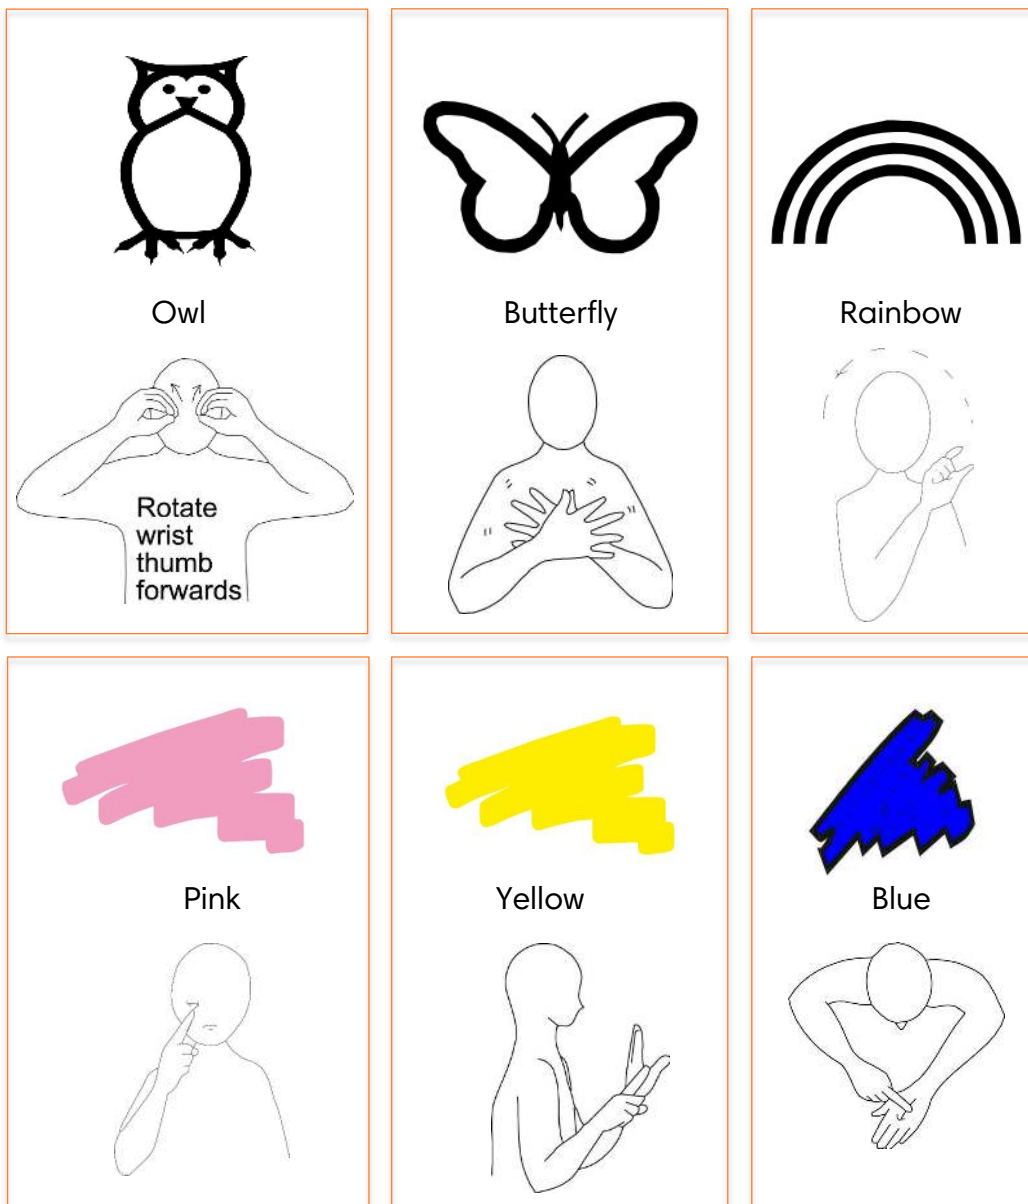 Owl
Butterfly
Rainbow
Rotate
wrist
thumb
forwards
Pink
Yellow
Blue